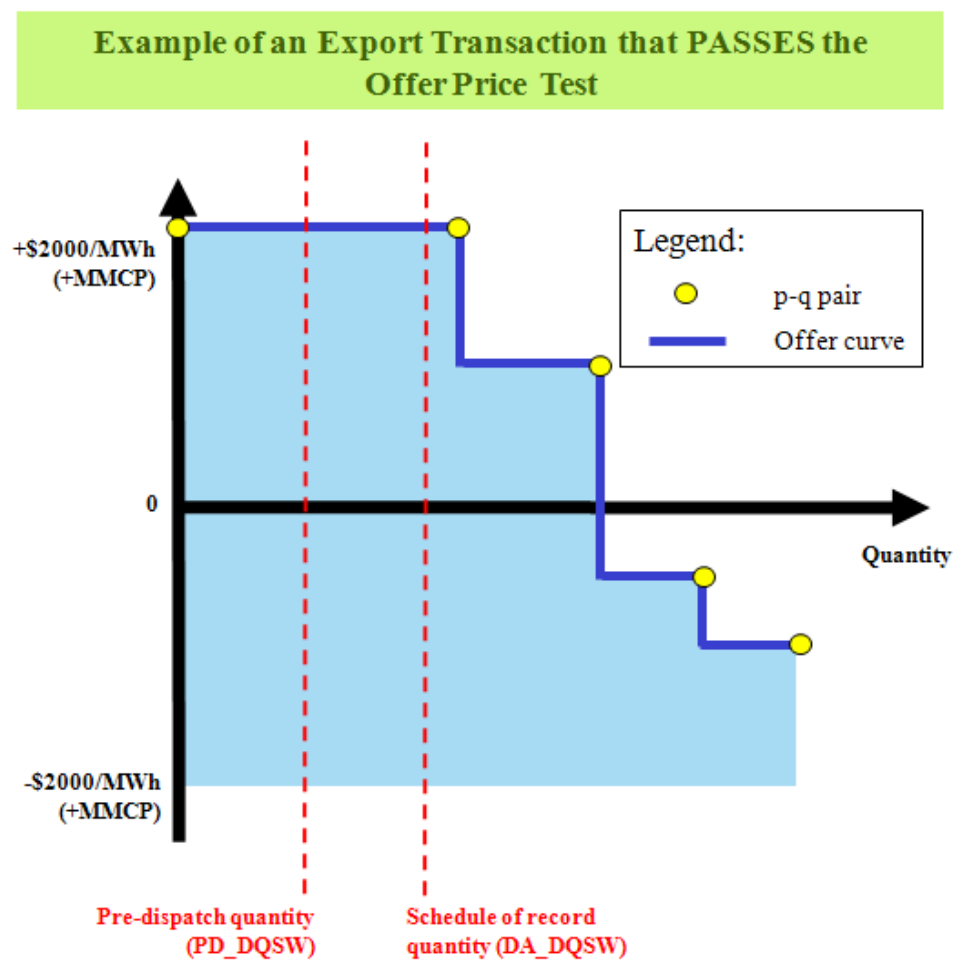 Example of an Export Transaction that PASSES the
Offer Price Test
+$2000/MWh
(+MMCP)
Legend:
p-q pair
Offer curve
0
Quantity
-$2000/MWh
(+MMCP)
Pre-dispatch quantity
(PD_DQSW)
Schedule of record
quantity (DA_DQSW)